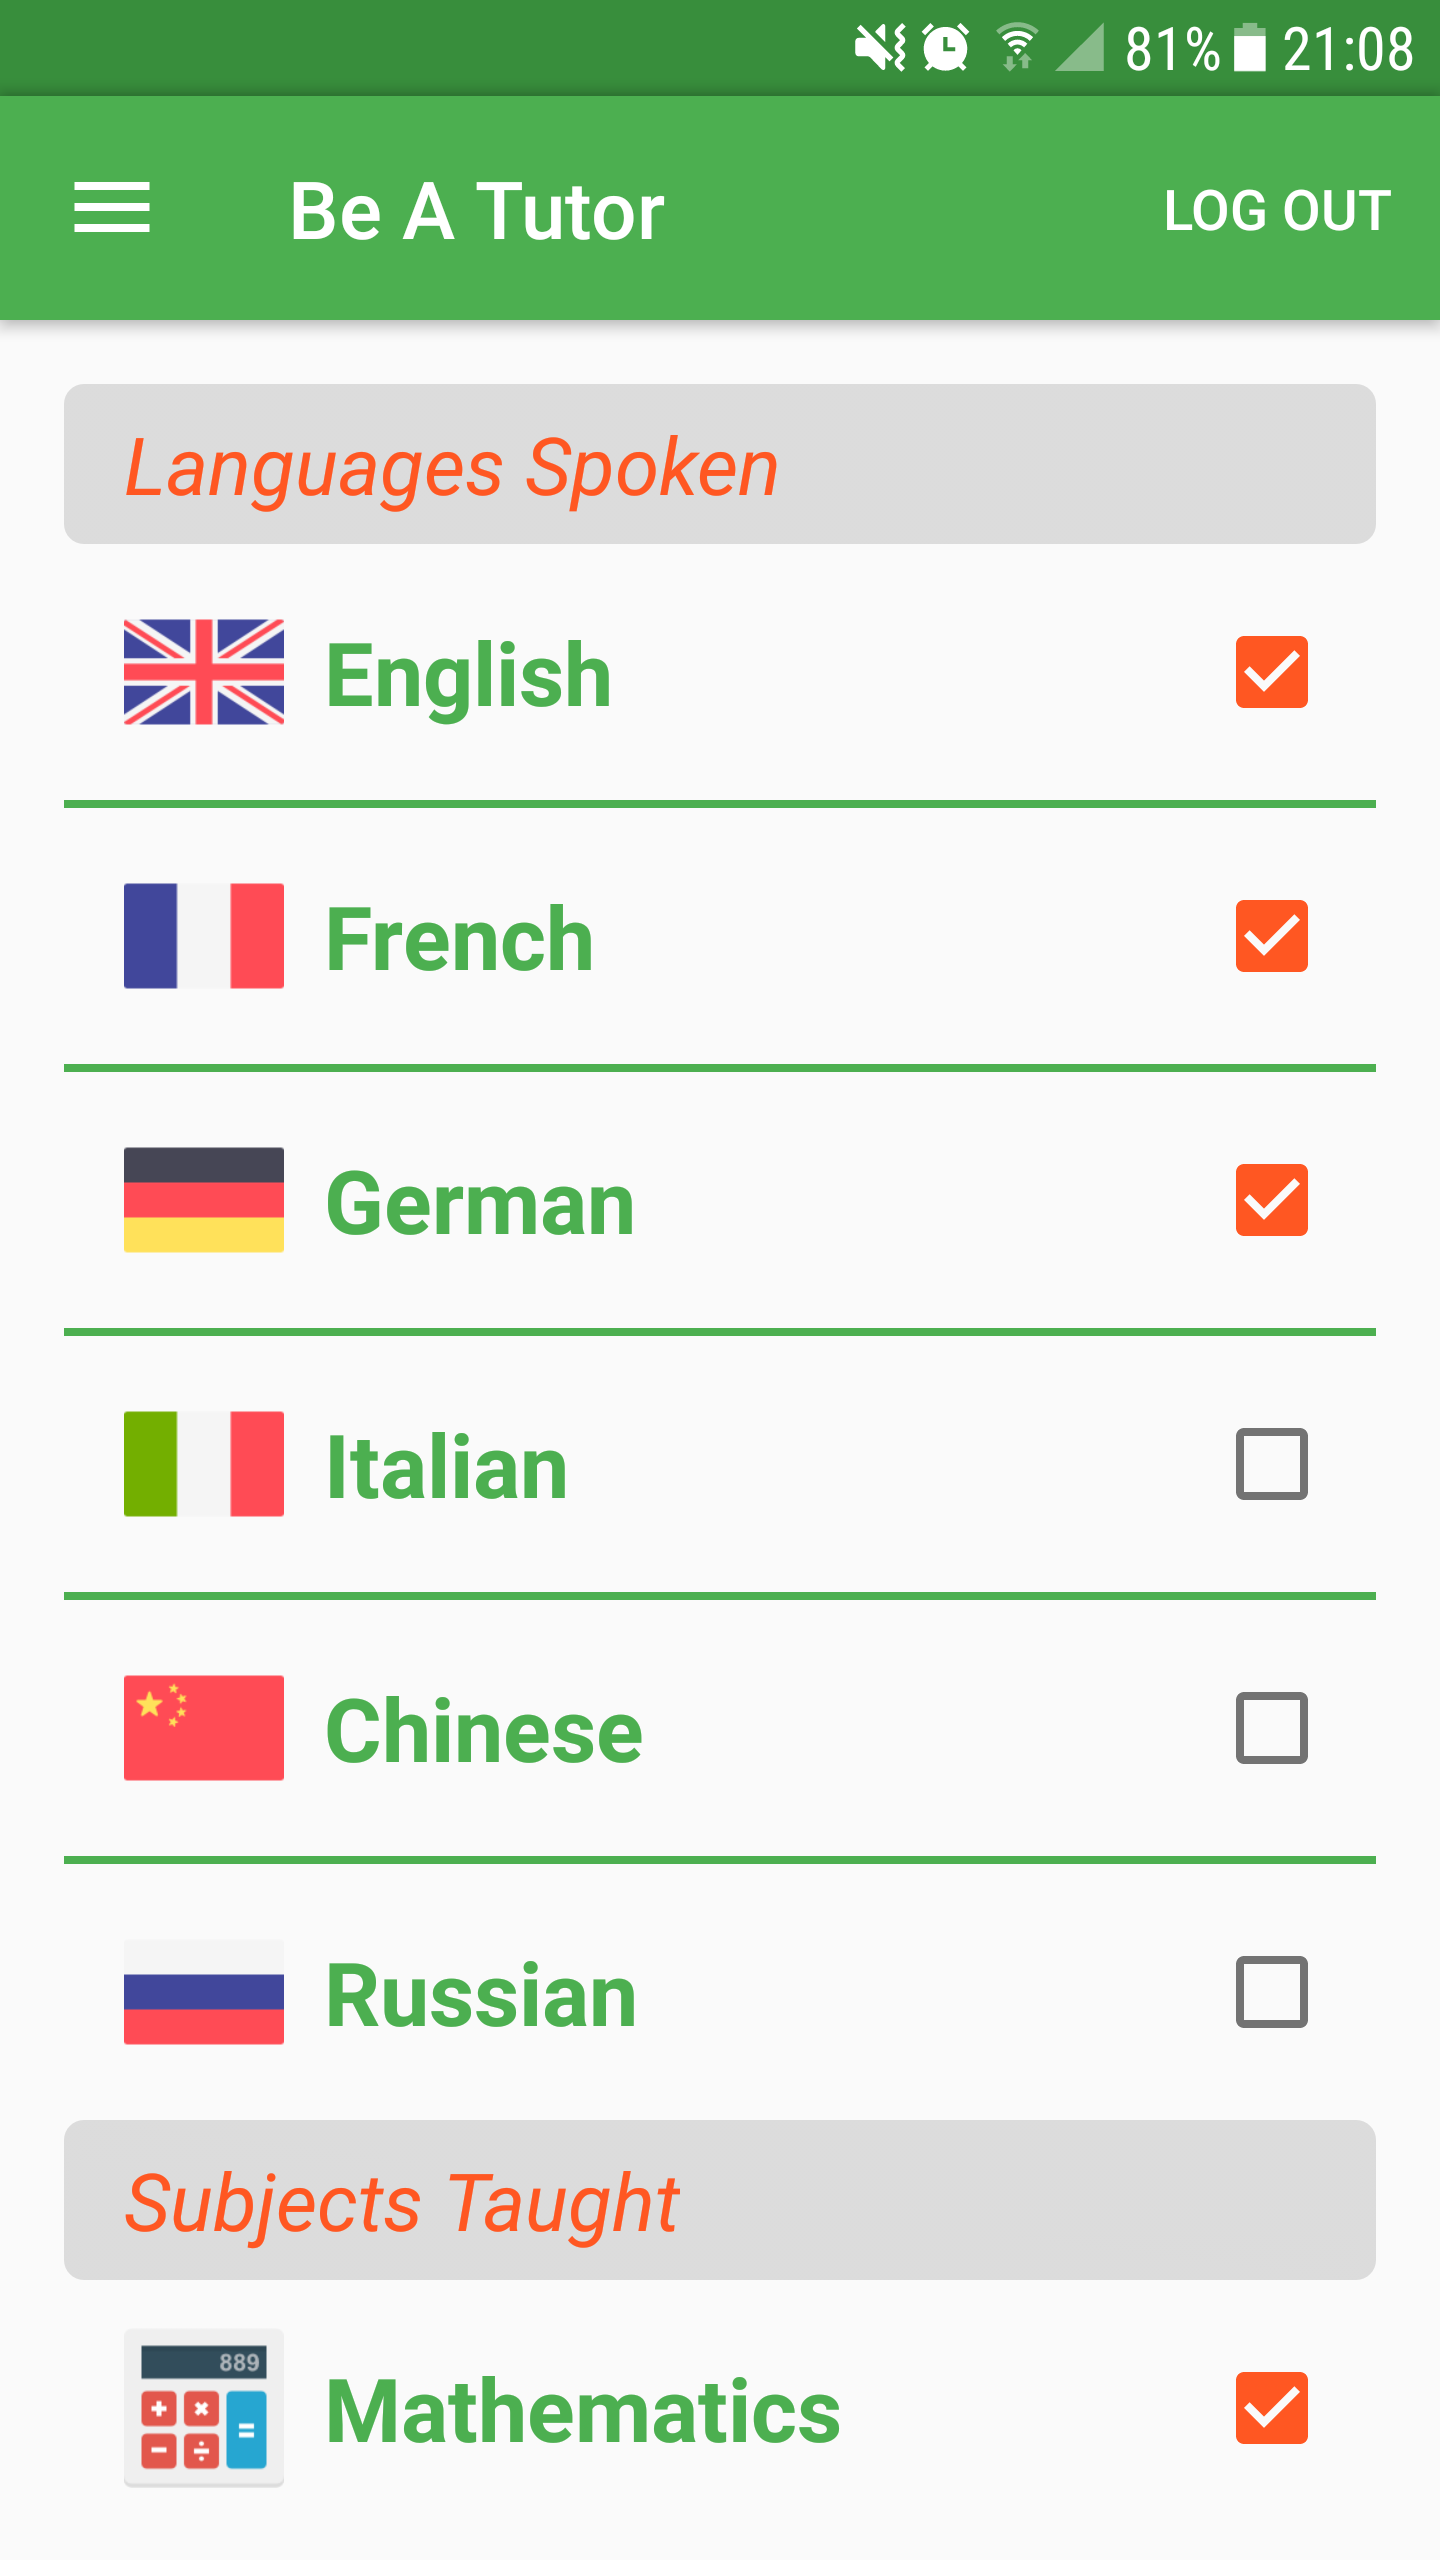 81% 21:08
Be A Tutor LOG OUT
Languages Spoken
English
French
German
Italian
Chinese
Russian
Subjects Taught
889
Mathematics